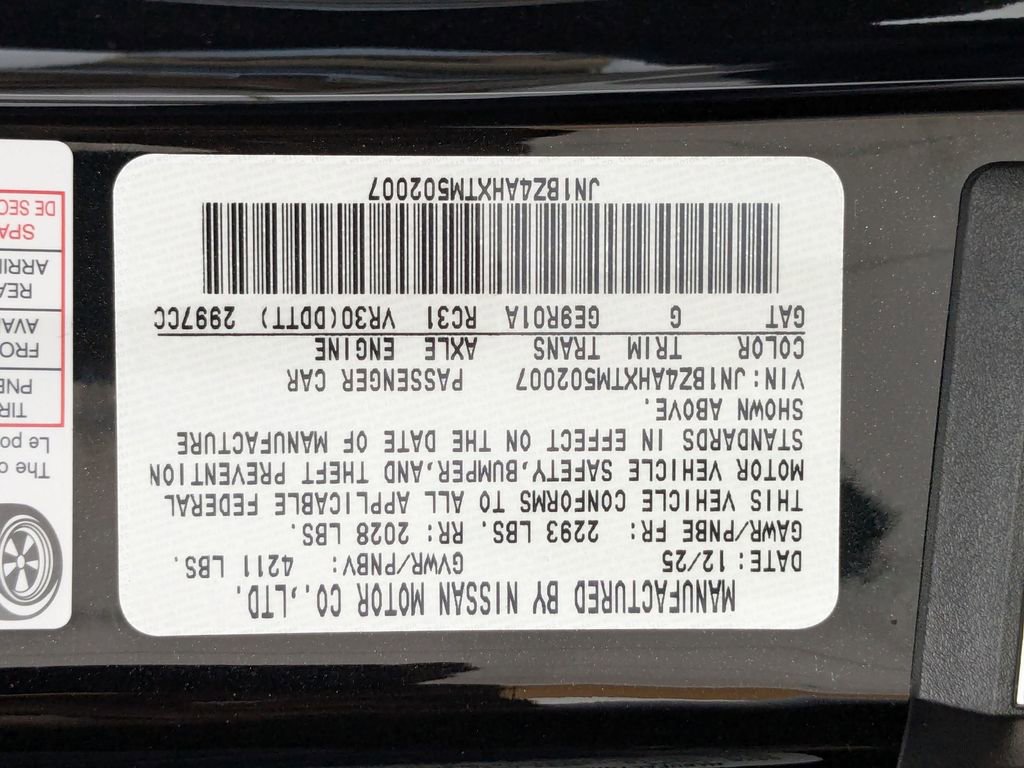 MANUFACTURED BY NISSAN MOTOR CO.,LTD.
DATE: 12/25 GVWR/PNBV: 4211 LBS.
GAWR/PNBE FR: 2293 LBS. RR: 2028 LBS.
THIS VEHICLE CONFORMS TO ALL APPLICABLE FEDERAL
MOTOR VEHICLE SAFETY,BUMPER,AND THEFT PREVENTION
STANDARDS IN EFFECT ON THE DATE OF MANUFACTURE
SHOWN ABOVE.
VIN: JN1BZ4AHXTM502007 PASSENGER CAR
COLOR TRIM TRANS AXLE ENGINE
GAT G GE9R01A RC31 VR30(DDTT) 2997CC
JN1BZ4AHXTM502007
The
Le
DE